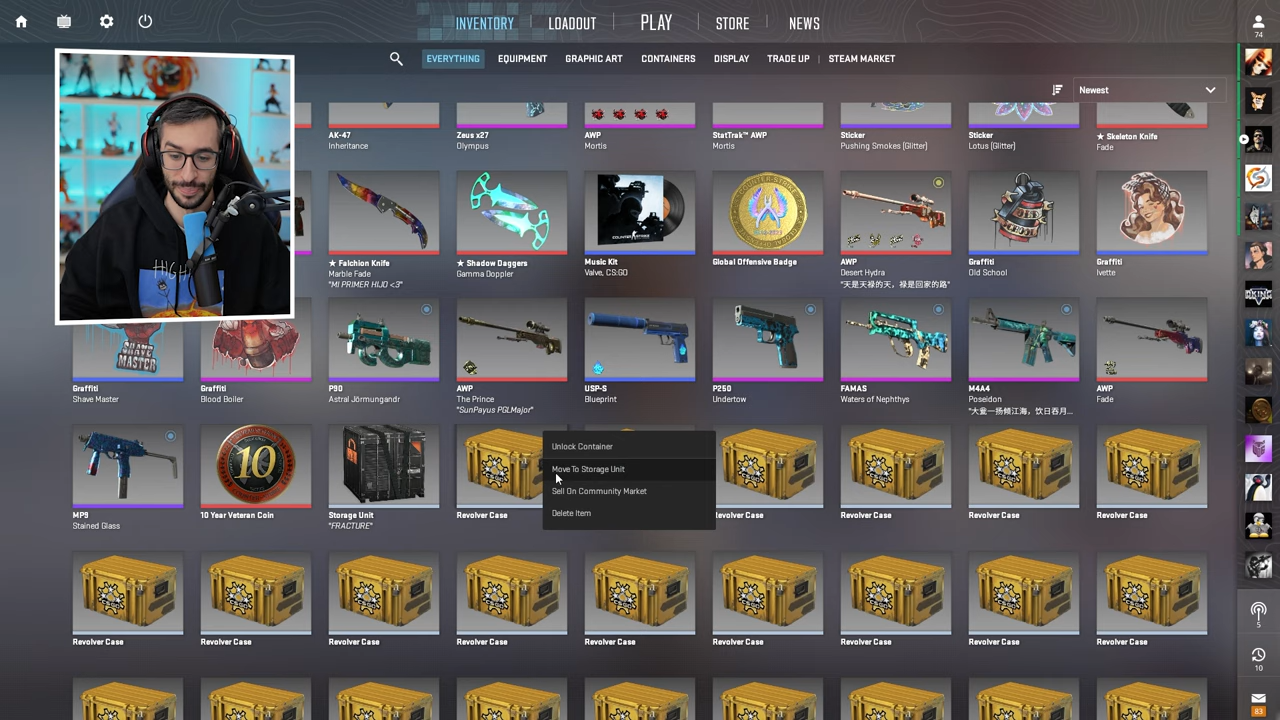 INVENTORY
LOADOUT
PLAY
STORE
NEWS
74
EVERYTHING
EQUIPMENT
GRAPHIC ART
CONTAINERS
DISPLAY
TRADE UP
STEAM MARKET
Newest
AK-47
Inheritance
Zeus x27
Olympus
AWP
Mortis
StatTrak™ AWP
Mortis
Sticker
Pushing Smokes (Glitter)
Sticker
Lotus (Glitter)
★ Skeleton Knife
Fade
★ Falchion Knife
Marble Fade
"MI PRIMER HIJO <3"
★ Shadow Daggers
Gamma Doppler
Music Kit
Valve, CS:GO
Global Offensive Badge
AWP
Desert Hydra
"天是天禄的天，禄是回家的路"
Graffiti
Old School
Graffiti
Ivette
Graffiti
Shave Master
Graffiti
Blood Boiler
P90
Astral Jörmungandr
AWP
The Prince
"SunPayus PGLMajor"
USP-S
Blueprint
P250
Undertow
FAMAS
Waters of Nephthys
M4A4
Poseidon
AWP
Fade
MP9
Stained Glass
10
10 Year Veteran Coin
Storage Unit
"FRACTURE"
Revolver Case
Unlock Container
Move To Storage Unit
Sell On Community Market
Delete Item
Revolver Case
Revolver Case
Revolver Case
Revolver Case
Revolver Case
Revolver Case
Revolver Case
Revolver Case
Revolver Case
Revolver Case
Revolver Case
Revolver Case
Revolver Case
5
10
83